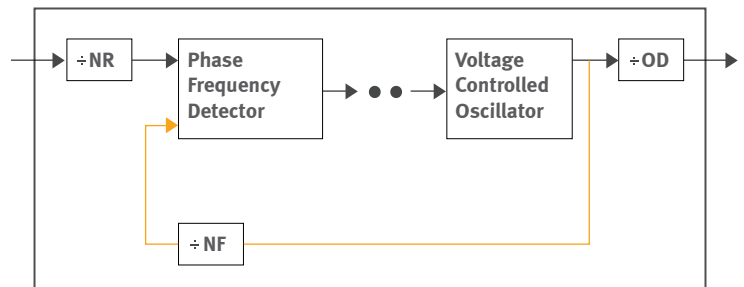 ÷NR
Phase
Frequency
Detector
Voltage
Controlled
Oscillator
÷OD
÷NF